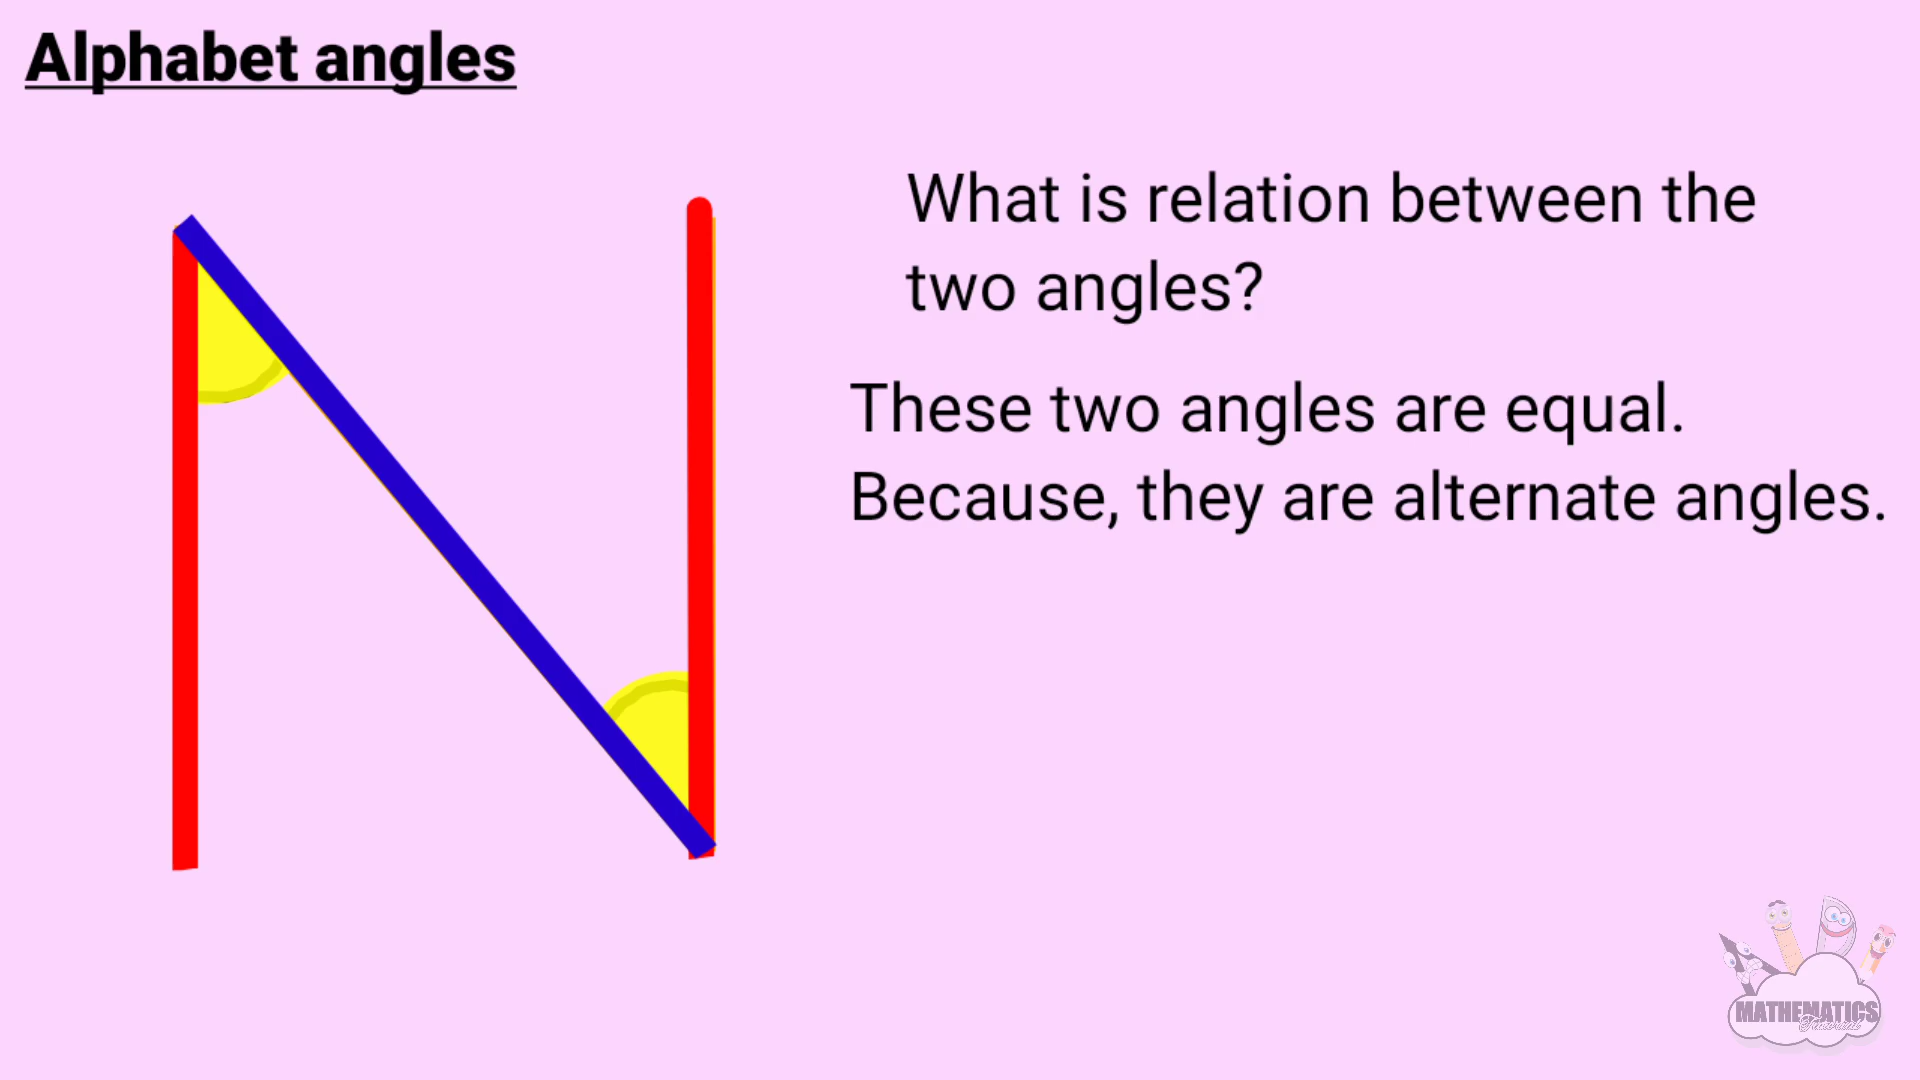 Alphabet angles
What is relation between the
two angles?
These two angles are equal.
Because, they are alternate angles.
MATHEMATICS
Tutorial